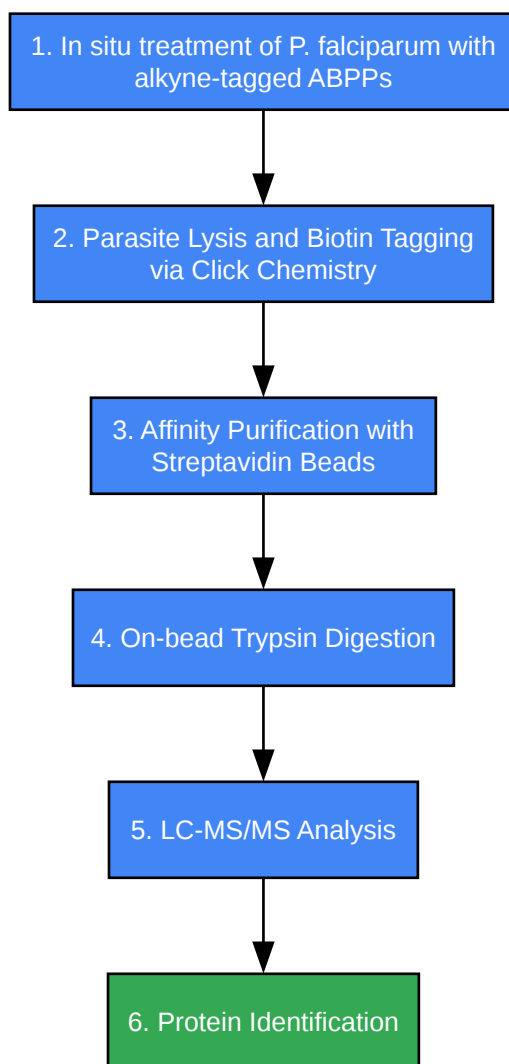 1. In situ treatment of P. falciparum with
alkyne-tagged ABPPs
2. Parasite Lysis and Biotin Tagging
via Click Chemistry
3. Affinity Purification with
Streptavidin Beads
4. On-bead Trypsin Digestion
5. LC-MS/MS Analysis
6. Protein Identification